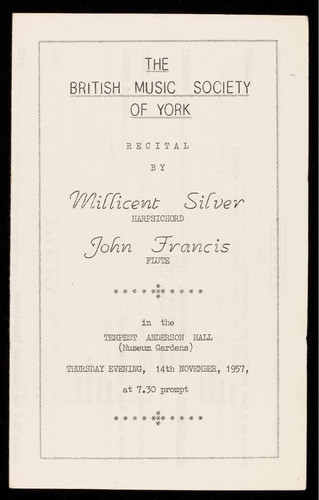 THE
BRITISH MUSIC SOCIETY
OF YORK
RECITAL
BY
Millicent Silver
HARPSICHORD
John Francis
FLUTE
in the
TEMPEST ANDERSON HALL
(Museum Gardens)
THURSDAY EVENING, 14th NOVEMBER, 1957,
at 7.30 prompt